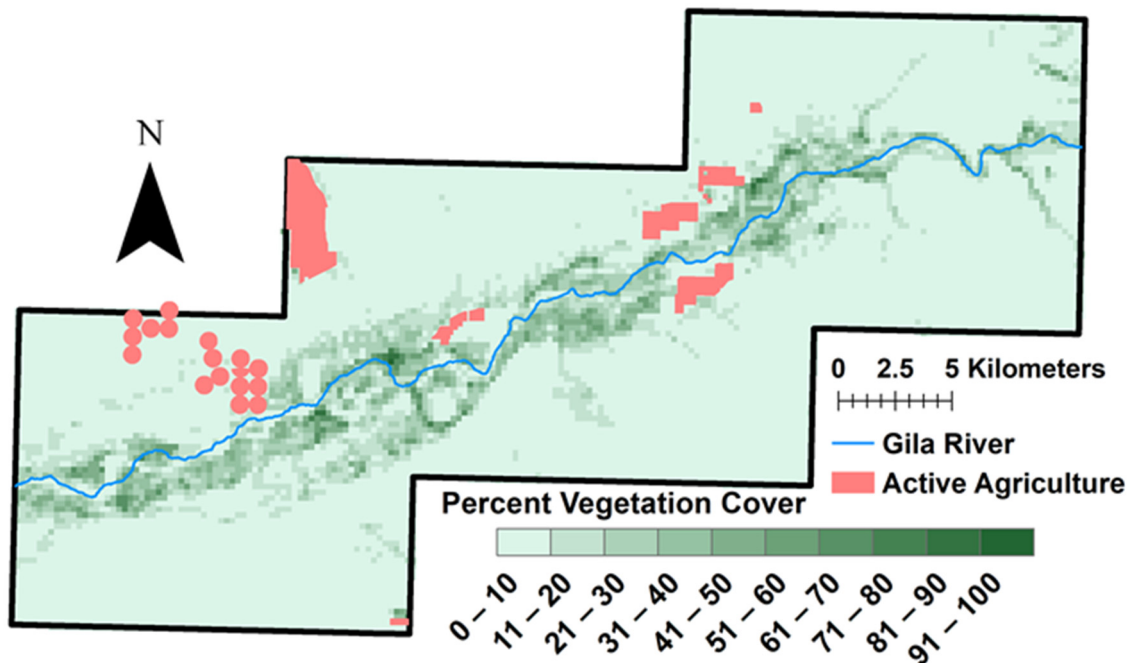 N
0 2.5 5 Kilometers
Gila River
Active Agriculture
Percent Vegetation Cover
0 – 10
11 – 20
21 – 30
31 – 40
41 – 50
51 – 60
61 – 70
71 – 80
81 – 90
91 – 100